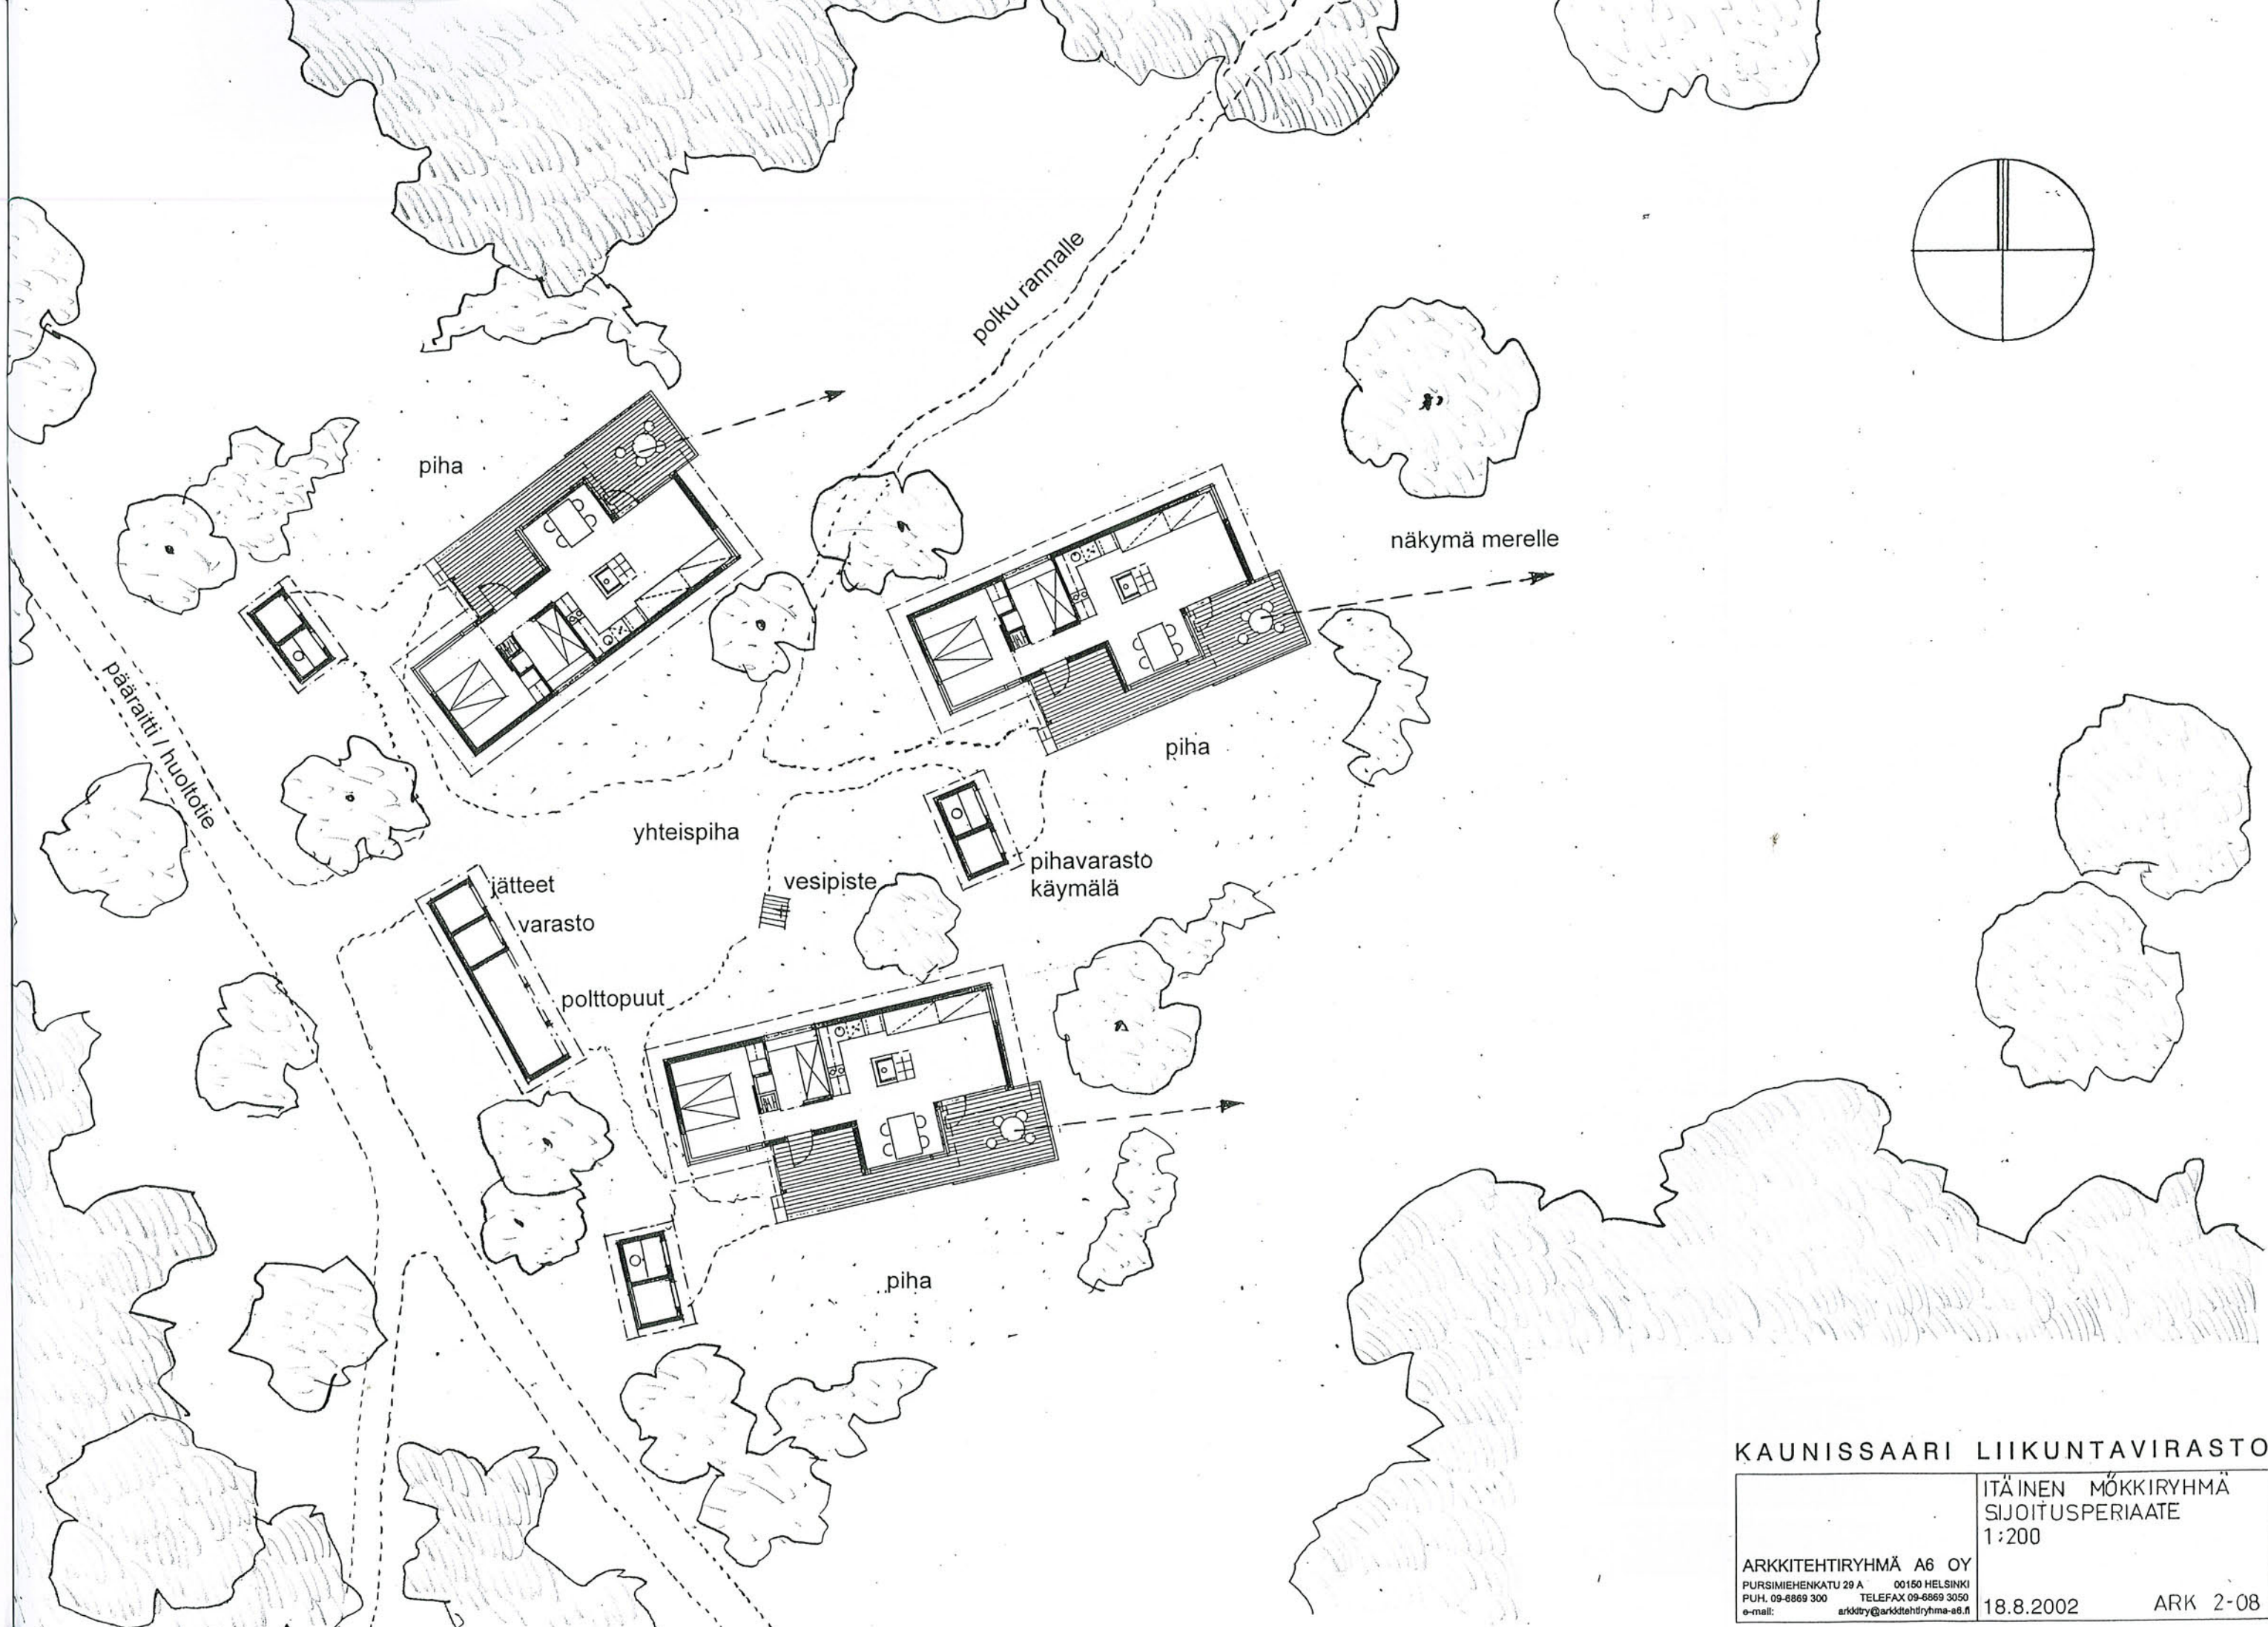 polku rannalle
piha
näkymä merelle
pääraitti / huoltotie
piha
yhteispiha
pihavarasto
käymälä
vesipiste
jätteet
varasto
polttopuut
piha
KAUNISSAARI LIIKUNTAVIRASTO
ITÄINEN MÖKKIRYHMÄ
SIJOITUSPERIAATE
1:200
ARKKITEHTIRYHMÄ A6 OY
PURSIMIEHENKATU 29 A 00150 HELSINKI
PUH. 09-6869 300 TELEFAX 09-6869 3050
e-mail: arkkitry@arkkitehtiryhma-a6.fi
18.8.2002 ARK 2-08